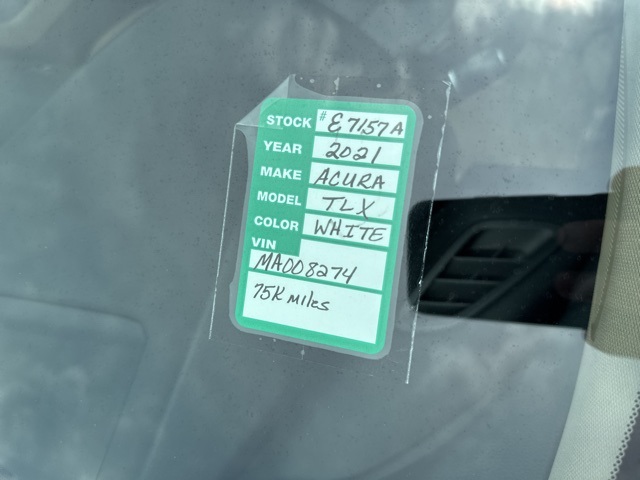 STOCK # E7157A
YEAR 2021
MAKE ACURA
MODEL TLX
COLOR WHITE
VIN
MA008274
75K miles